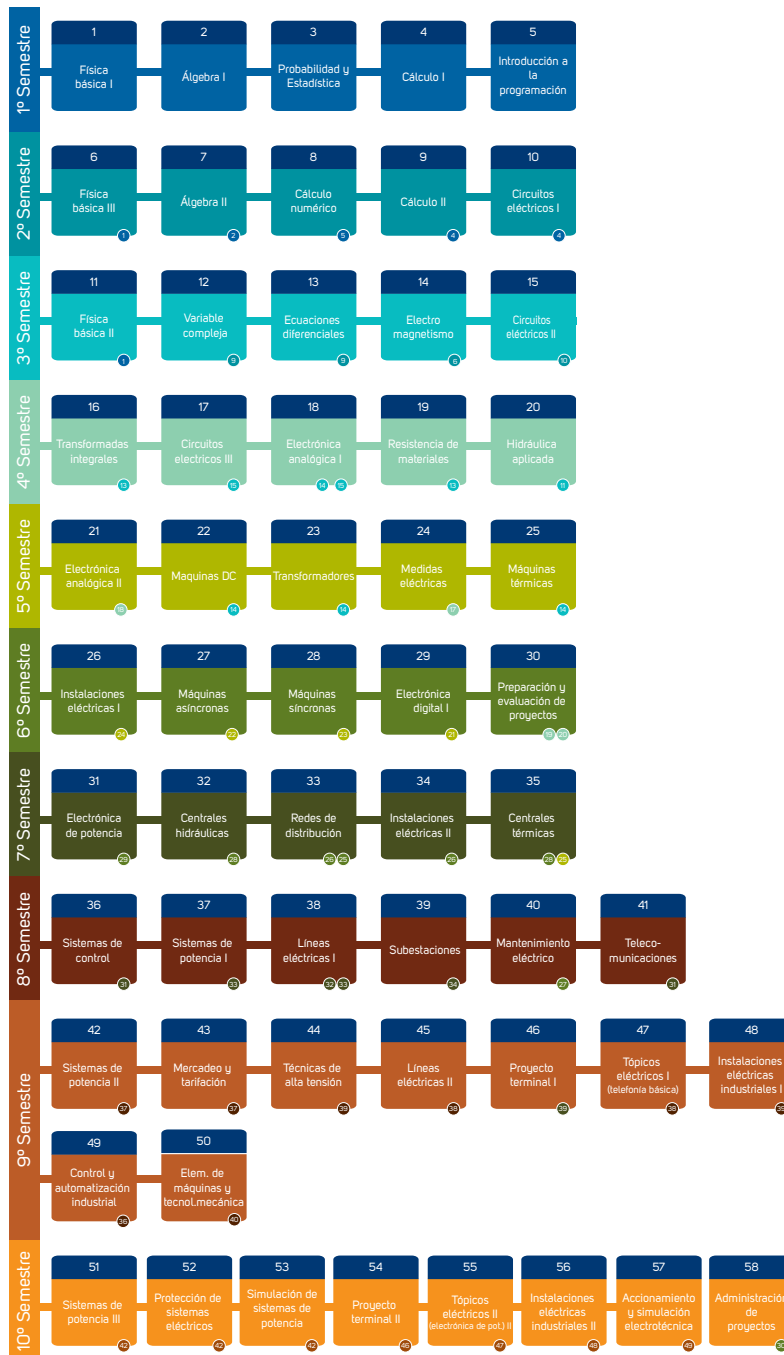 1º Semestre
1
Física
básica I
2
Álgebra I
3
Probabilidad y
Estadística
4
Cálculo I
5
Introducción a
la
programación
2º Semestre
6
Física
básica III
1
7
Álgebra II
2
8
Cálculo
numérico
5
9
Cálculo II
4
10
Circuitos
eléctricos I
4
3º Semestre
11
Física
básica II
1
12
Variable
compleja
9
13
Ecuaciones
diferenciales
9
14
Electro
magnetismo
6
15
Circuitos
eléctricos II
10
4º Semestre
16
Transformadas
integrales
13
17
Circuitos
electricos III
15
18
Electrónica
analógica I
14 15
19
Resistencia de
materiales
13
20
Hidráulica
aplicada
11
5º Semestre
21
Electrónica
analógica II
18
22
Maquinas DC
14
23
Transformadores
14
24
Medidas
eléctricas
17
25
Máquinas
térmicas
14
6º Semestre
26
Instalaciones
eléctricas I
24
27
Máquinas
asíncronas
22
28
Máquinas
síncronas
23
29
Electrónica
digital I
21
30
Preparación y
evaluación de
proyectos
19 20
7º Semestre
31
Electrónica
de potencia
29
32
Centrales
hidráulicas
28
33
Redes de
distribución
26 25
34
Instalaciones
eléctricas II
26
35
Centrales
térmicas
28 25
8º Semestre
36
Sistemas de
control
31
37
Sistemas de
potencia I
33
38
Líneas
eléctricas I
32 33
39
Subestaciones
34
40
Mantenimiento
eléctrico
27
41
Teleco-
municaciones
31
9º Semestre
42
Sistemas de
potencia II
37
43
Mercadeo y
tarifación
37
44
Técnicas de
alta tensión
39
45
Líneas
eléctricas II
38
46
Proyecto
terminal I
39
47
Tópicos
eléctricos I
(telefonía básica)
38
48
Instalaciones
eléctricas
industriales I
39
49
Control y
automatización
industrial
36
50
Elem. de
máquinas y
tecnol.mecánica
40
10º Semestre
51
Sistemas de
potencia III
42
52
Protección de
sistemas
eléctricos
42
53
Simulación de
sistemas de
potencia
42
54
Proyecto
terminal II
46
55
Tópicos
eléctricos II
(electrónica de pot.) II
47
56
Instalaciones
eléctricas
industriales II
48
57
Accionamiento
y simulación
electrotécnica
49
58
Administración
de
proyectos
30